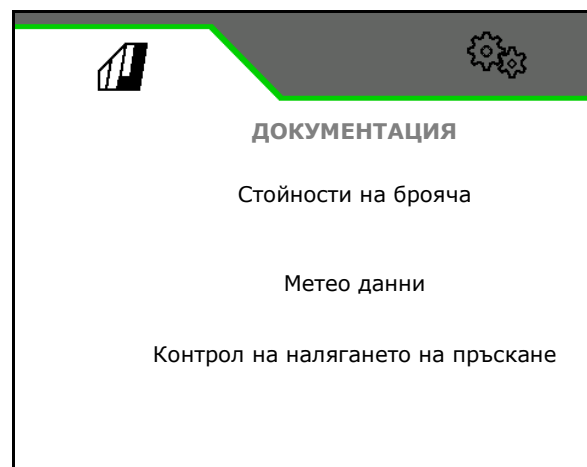 ДОКУМЕНТАЦИЯ
Стойности на брояча
Метео данни
Контрол на налягането на пръскане